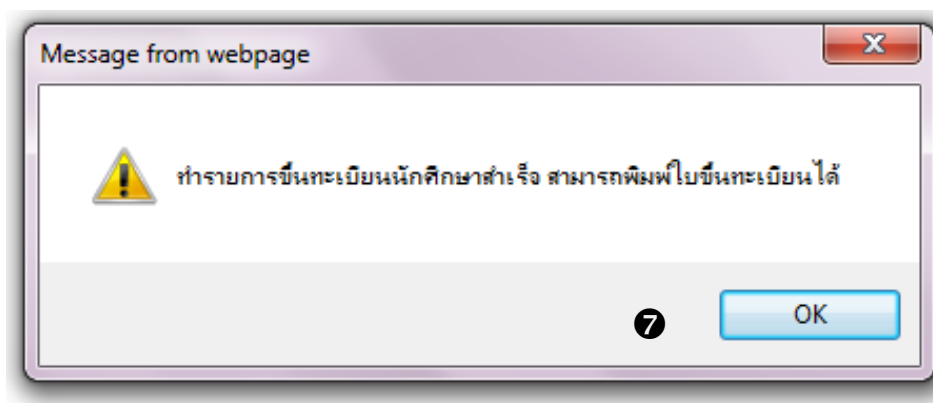 Message from webpage
ทำรายการขึ้นทะเบียนนักศึกษาสำเร็จ สามารถพิมพ์ใบขึ้นทะเบียนได้
❼ OK